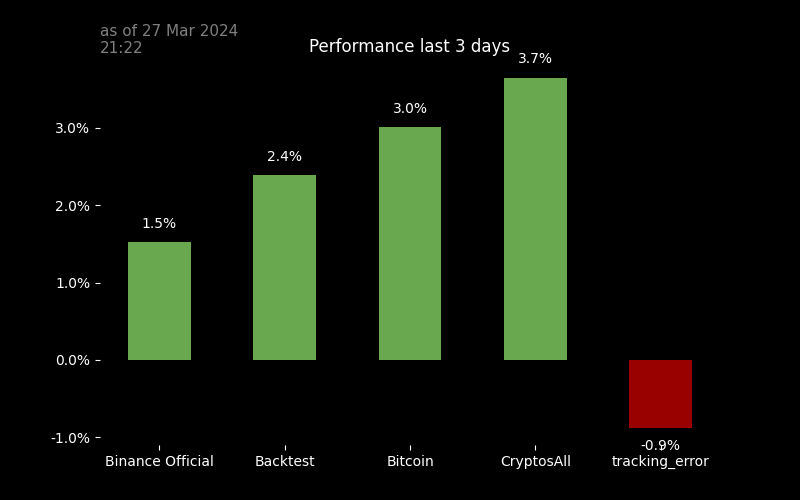 as of 27 Mar 2024
21:22
Performance last 3 days
3.7%
3.0%
2.4%
1.5%
3.0%
2.0%
1.0%
0.0%
-1.0%
-0.9%
Binance Official
Backtest
Bitcoin
CryptosAll
tracking_error